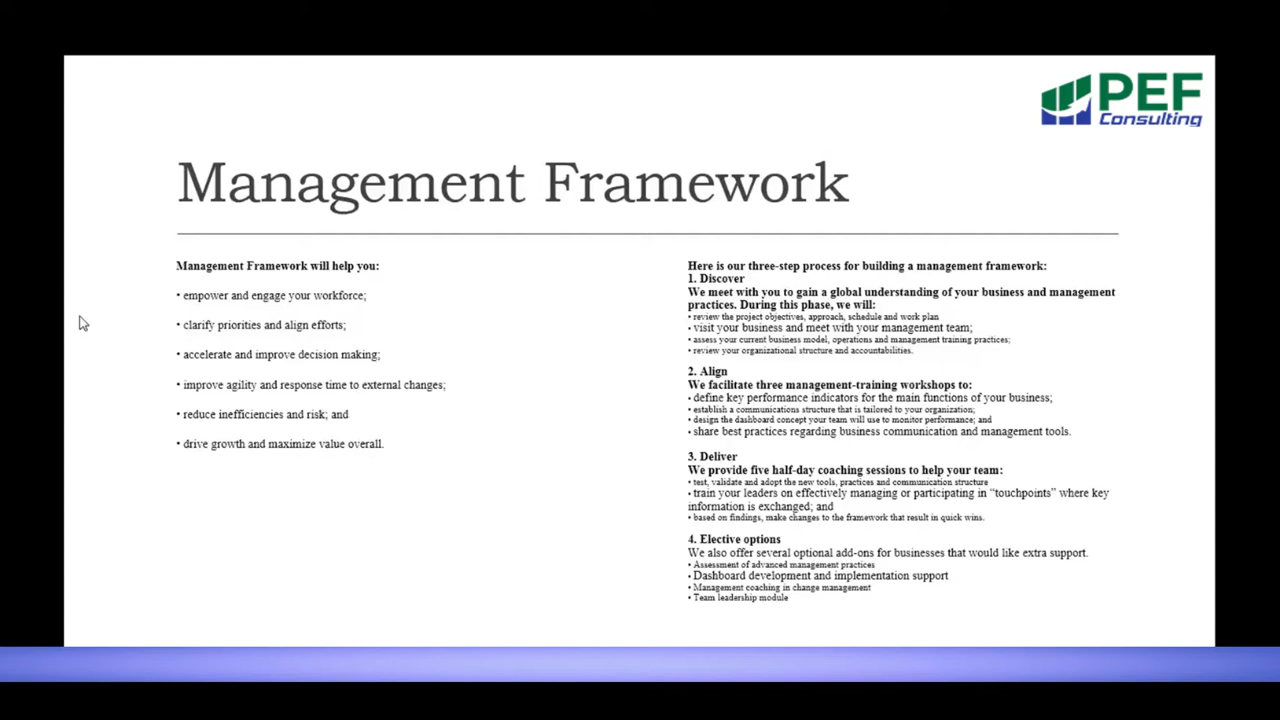 PEF
Consulting
Management Framework
Management Framework will help you:
• empower and engage your workforce;
• clarify priorities and align efforts;
• accelerate and improve decision making;
• improve agility and response time to external changes;
• reduce inefficiencies and risk; and
• drive growth and maximize value overall.
Here is our three-step process for building a management framework:
1. Discover
We meet with you to gain a global understanding of your business and management
practices. During this phase, we will:
• review the project objectives, approach, schedule and work plan
• visit your business and meet with your management team;
• assess your current business model, operations and management training practices;
• review your organizational structure and accountabilities.
2. Align
We facilitate three management-training workshops to:
• define key performance indicators for the main functions of your business;
• establish a communications structure that is tailored to your organization;
• design the dashboard concept your team will use to monitor performance; and
• share best practices regarding business communication and management tools.
3. Deliver
We provide five half-day coaching sessions to help your team:
• test, validate and adopt the new tools, practices and communication structure
• train your leaders on effectively managing or participating in “touchpoints” where key
information is exchanged; and
• based on findings, make changes to the framework that result in quick wins.
4. Elective options
We also offer several optional add-ons for businesses that would like extra support.
• Assessment of advanced management practices
• Dashboard development and implementation support
• Management coaching in change management
• Team leadership module